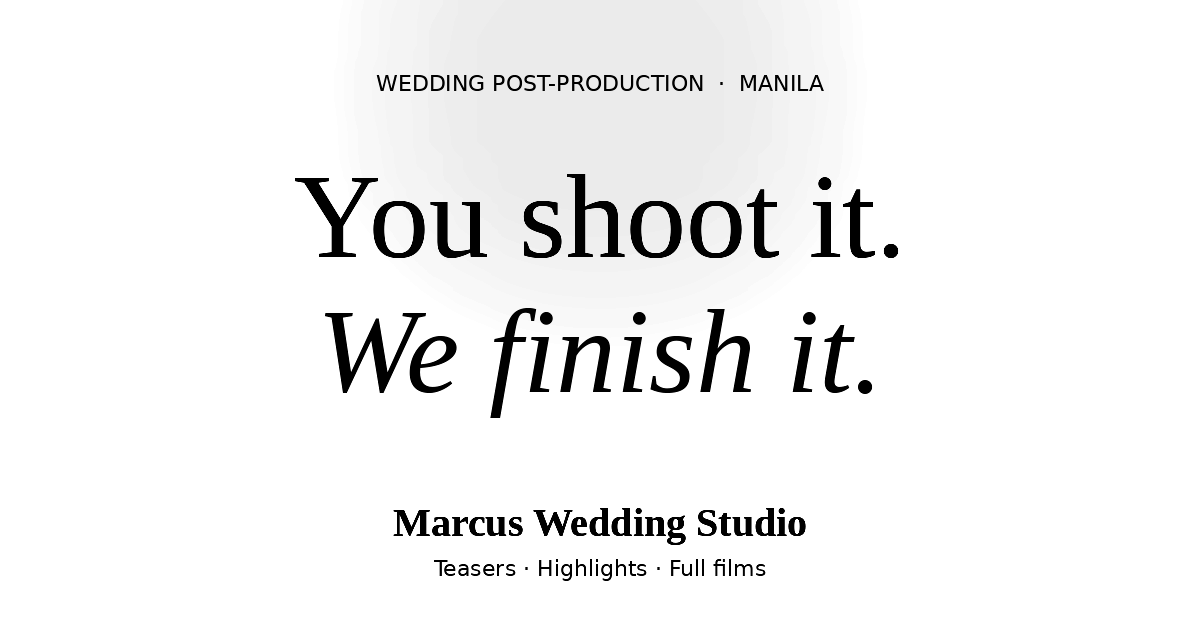 WEDDING POST-PRODUCTION · MANILA
You shoot it.
We finish it.
Marcus Wedding Studio
Teasers · Highlights · Full films